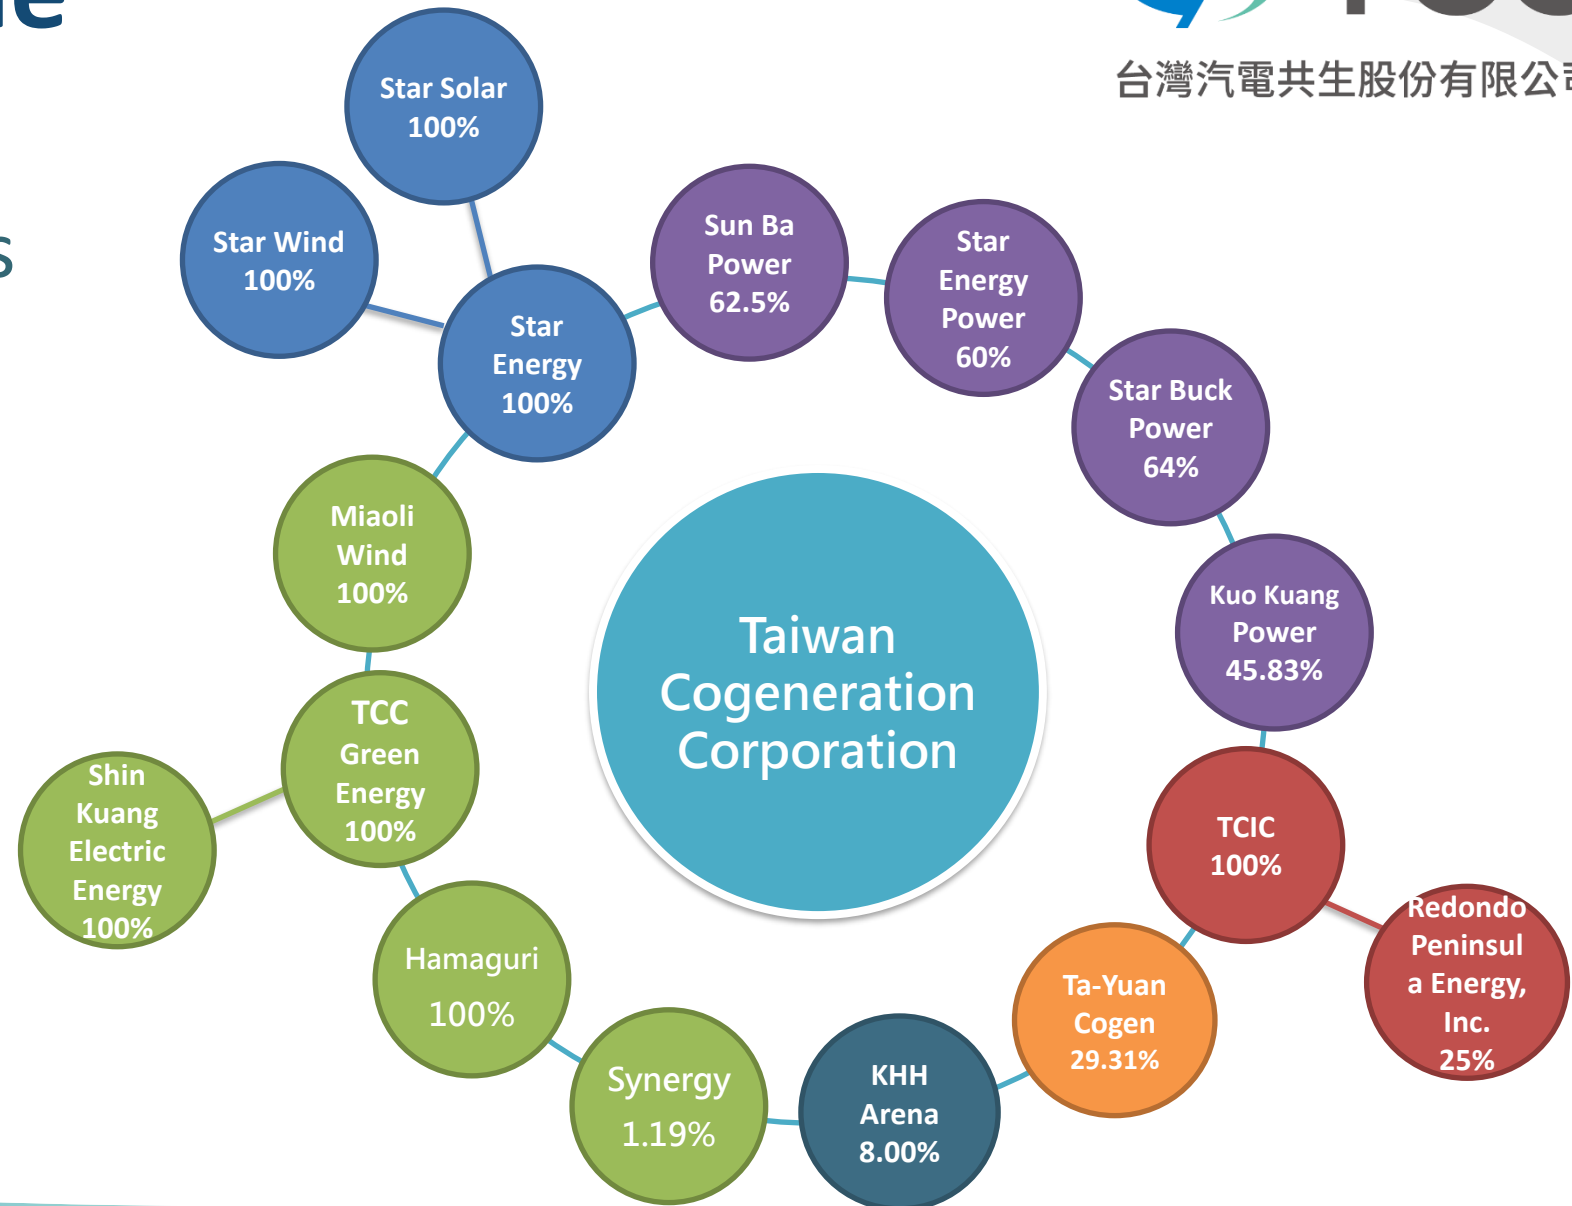 台灣汽電共生股份有限公
Star Solar
100%
Star Wind
100%
Star
Energy
100%
Sun Ba
Power
62.5%
Star
Energy
Power
60%
Star Buck
Power
64%
Kuo Kuang
Power
45.83%
Miaoli
Wind
100%
Taiwan
Cogeneration
Corporation
TCC
Green
Energy
100%
Shin
Kuang
Electric
Energy
100%
TCIC
100%
Redondo
Peninsul
a Energy,
Inc.
25%
Hamaguri
100%
Ta-Yuan
Cogen
29.31%
Synergy
1.19%
KHH
Arena
8.00%